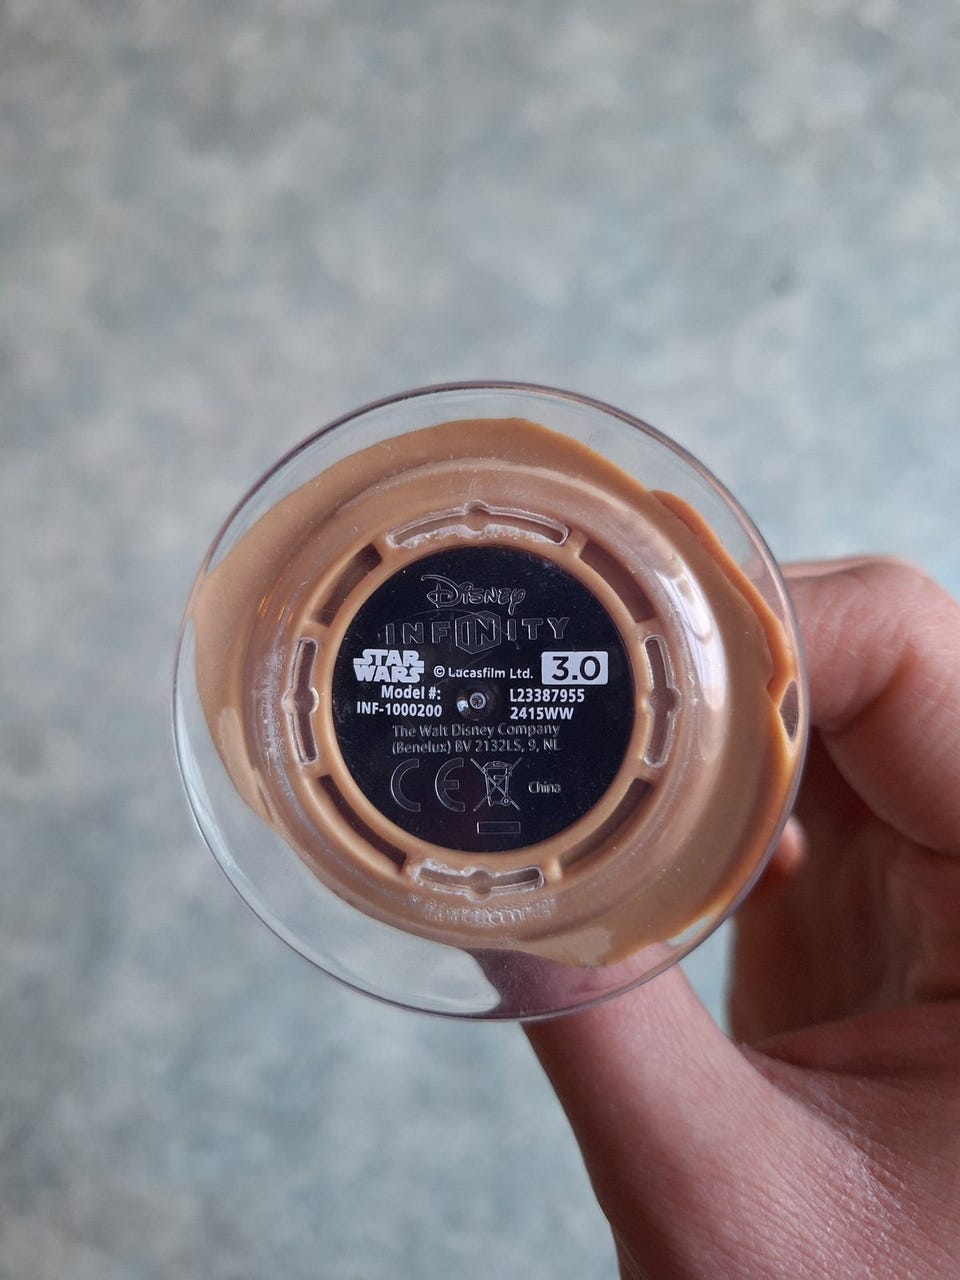 Disney
INFINITY
STAR WARS © Lucasfilm Ltd. 3.0
Model #: L23387955
INF-1000200 2415WW
The Walt Disney Company
(Benelux) BV 2132LS, 9, NL
CE China